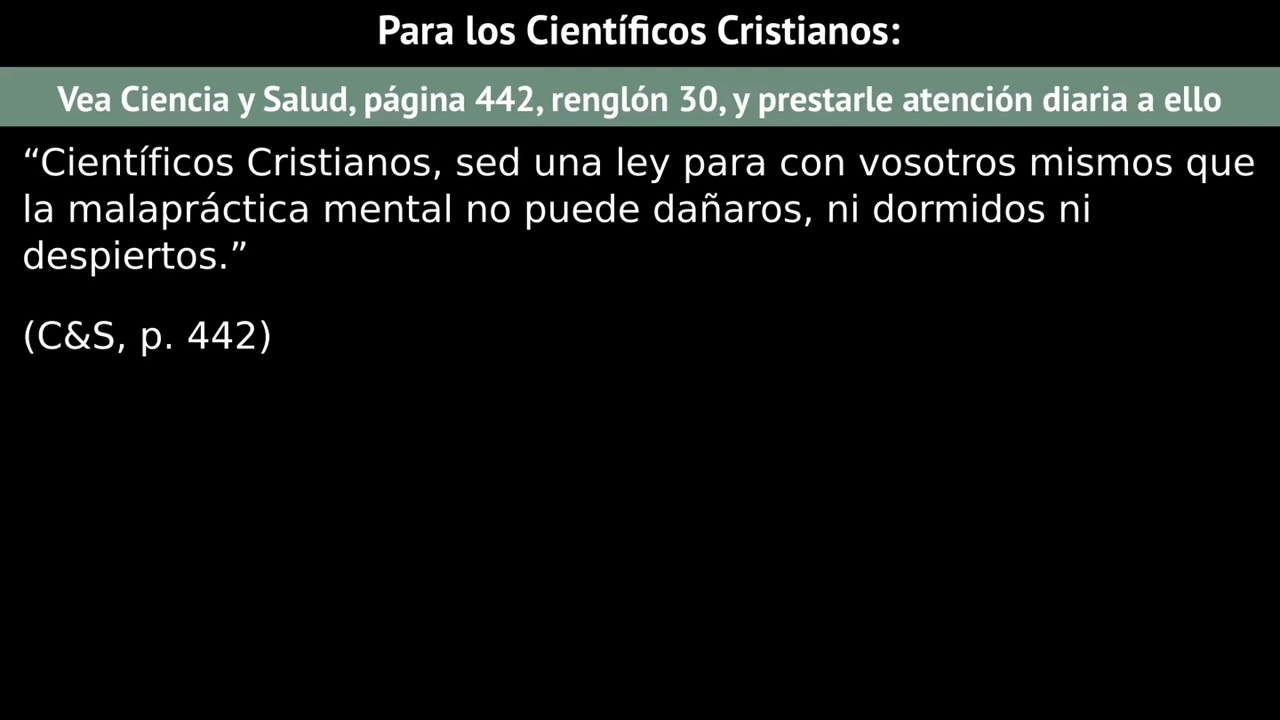 Para los Científicos Cristianos:
Vea Ciencia y Salud, página 442, renglón 30, y prestarle atención diaria a ello
“Científicos Cristianos, sed una ley para con vosotros mismos que
la malapráctica mental no puede dañaros, ni dormidos ni
despiertos.”
(C&S, p. 442)